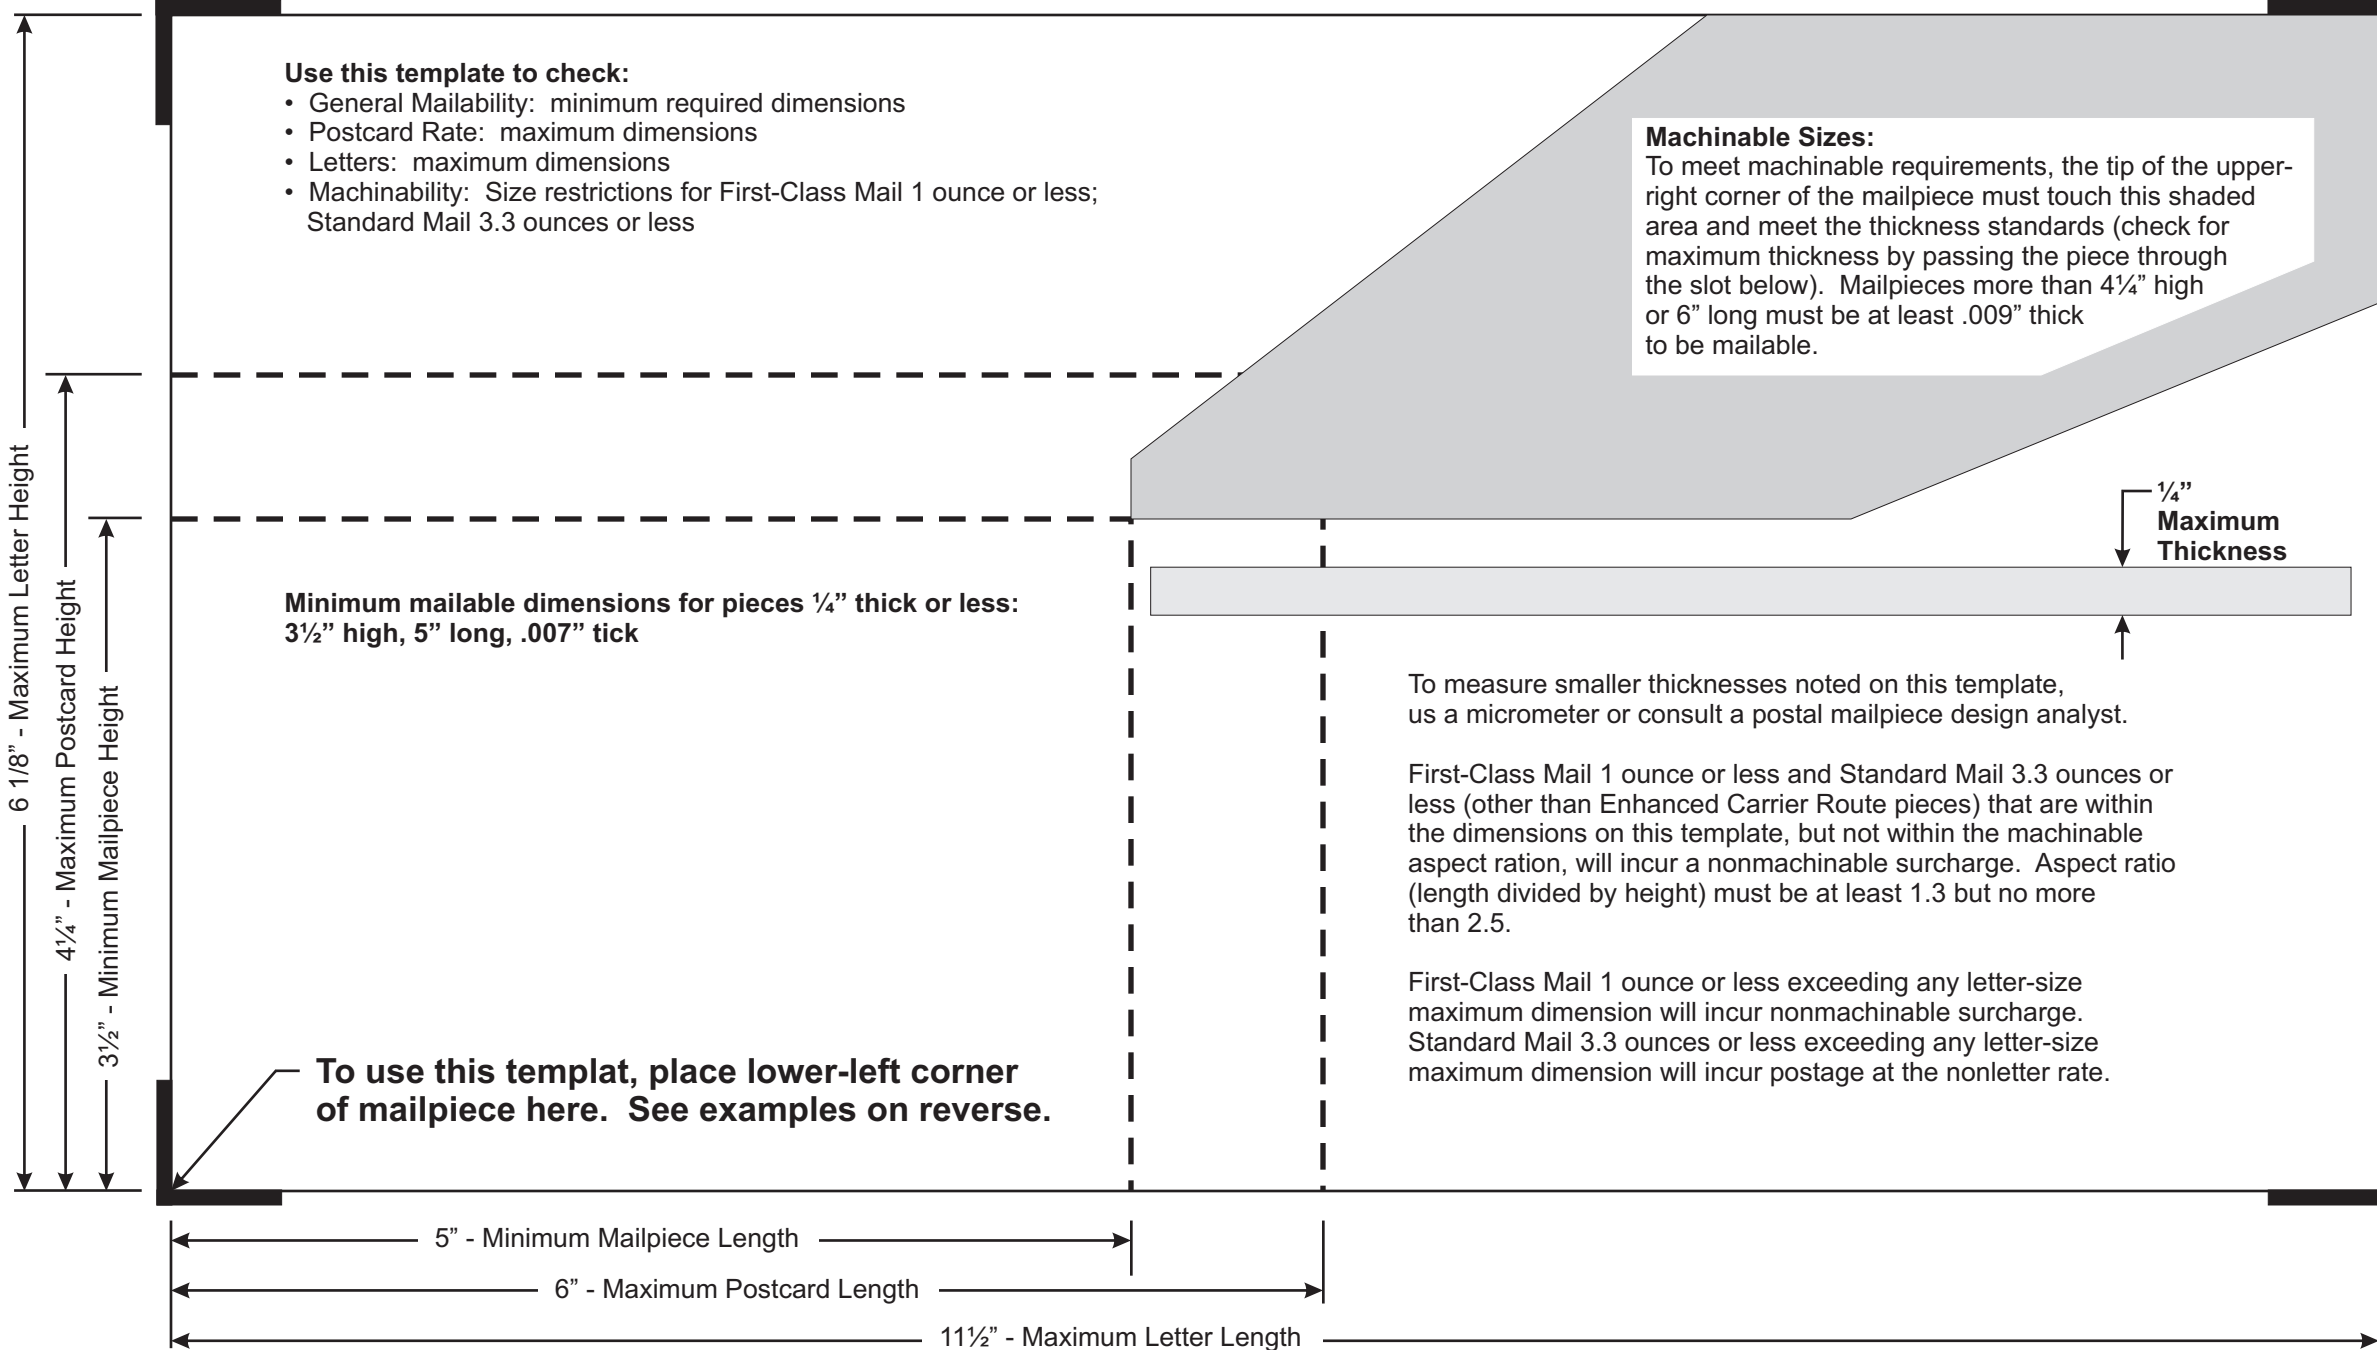 Use this template to check:
• General Mailability: minimum required dimensions
• Postcard Rate: maximum dimensions
• Letters: maximum dimensions
• Machinability: Size restrictions for First-Class Mail 1 ounce or less;
Standard Mail 3.3 ounces or less
Machinable Sizes:
To meet machinable requirements, the tip of the upper-
right corner of the mailpiece must touch this shaded
area and meet the thickness standards (check for
maximum thickness by passing the piece through
the slot below). Mailpieces more than 4¼” high
or 6” long must be at least .009” thick
to be mailable.
6 1/8” - Maximum Letter Height
4¼” - Maximum Postcard Height
3½” - Minimum Mailpiece Height
¼”
Maximum
Thickness
Minimum mailable dimensions for pieces ¼” thick or less:
3½” high, 5” long, .007” tick
To measure smaller thicknesses noted on this template,
us a micrometer or consult a postal mailpiece design analyst.
First-Class Mail 1 ounce or less and Standard Mail 3.3 ounces or
less (other than Enhanced Carrier Route pieces) that are within
the dimensions on this template, but not within the machinable
aspect ration, will incur a nonmachinable surcharge. Aspect ratio
(length divided by height) must be at least 1.3 but no more
than 2.5.
First-Class Mail 1 ounce or less exceeding any letter-size
maximum dimension will incur nonmachinable surcharge.
Standard Mail 3.3 ounces or less exceeding any letter-size
maximum dimension will incur postage at the nonletter rate.
To use this templat, place lower-left corner
of mailpiece here. See examples on reverse.
5” - Minimum Mailpiece Length
6” - Maximum Postcard Length
11½” - Maximum Letter Length